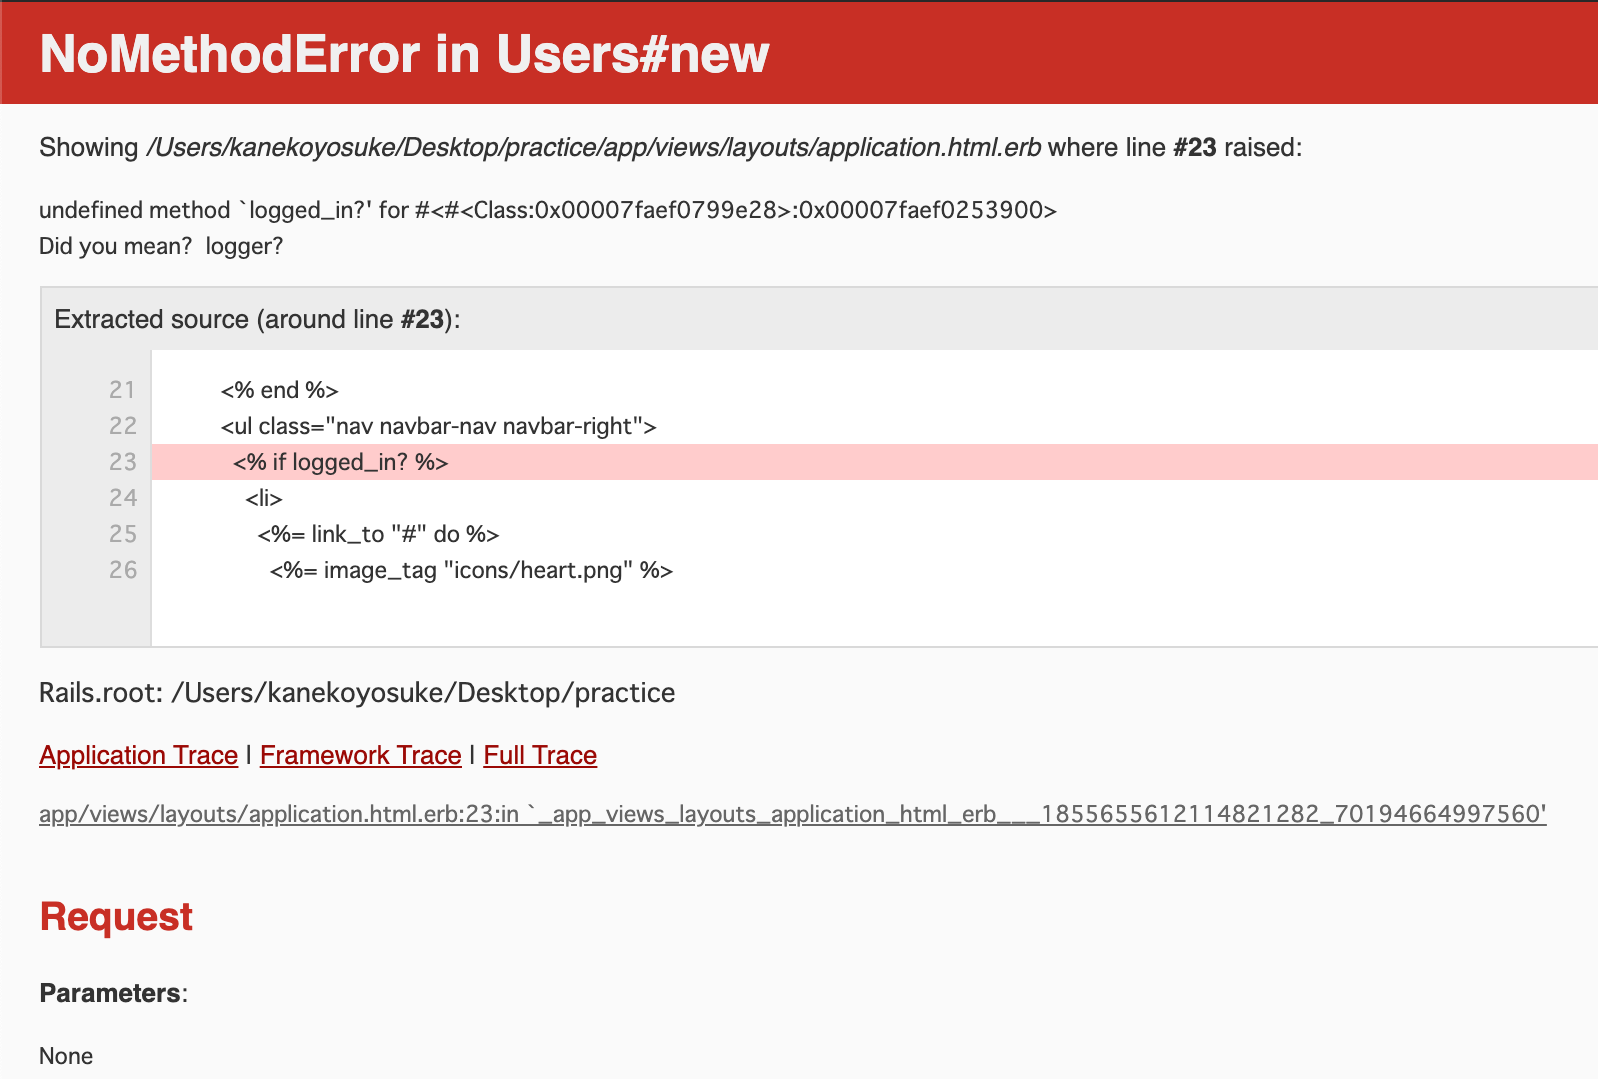 NoMethodError in Users#new
Showing /Users/kanekoyosuke/Desktop/practice/app/views/layouts/application.html.erb where line #23 raised:
undefined method `logged_in?' for #<#<Class:0x00007faef0799e28>:0x00007faef0253900>
Did you mean?  logger?
Extracted source (around line #23):
21 <% end %>
22 <ul class="nav navbar-nav navbar-right">
23 <% if logged_in? %>
24 <li>
25 <%= link_to "#" do %>
26 <%= image_tag "icons/heart.png" %>
Rails.root: /Users/kanekoyosuke/Desktop/practice
Application Trace | Framework Trace | Full Trace
app/views/layouts/application.html.erb:23:in `_app_views_layouts_application_html_erb___1855655612114821282_70194664997560'
Request
Parameters:
None